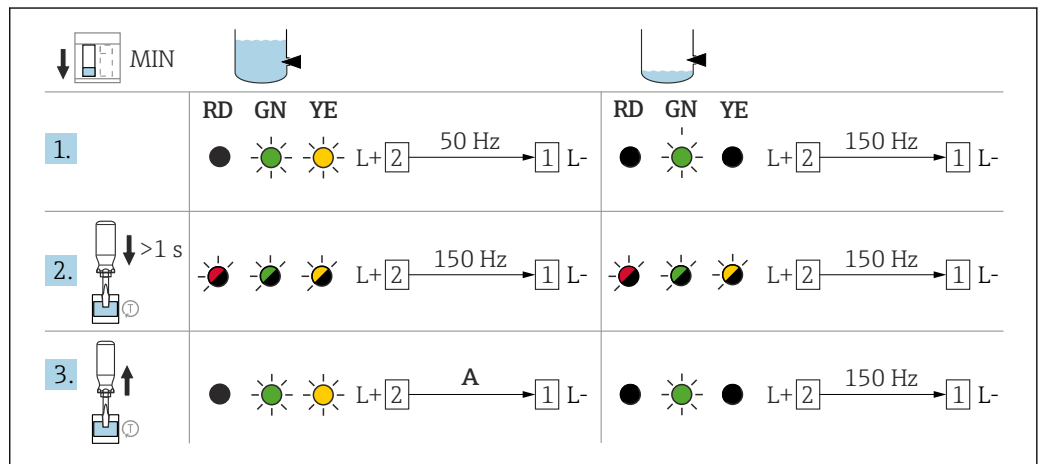 MIN
RD GN YE RD GN YE
1. L+ 2 50 Hz 1 L- L+ 2 150 Hz 1 L-
2. >1 s T L+ 2 150 Hz 1 L- L+ 2 150 Hz 1 L-
3. T L+ 2 A 1 L- L+ 2 150 Hz 1 L-